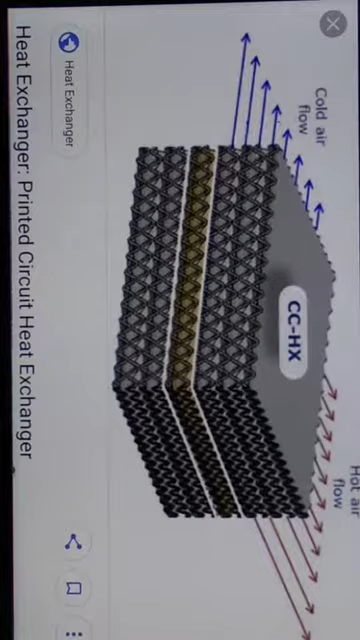 Cold air
flow
CC-HX
Hot air
flow
Heat Exchanger
Heat Exchanger: Printed Circuit Heat Exchanger